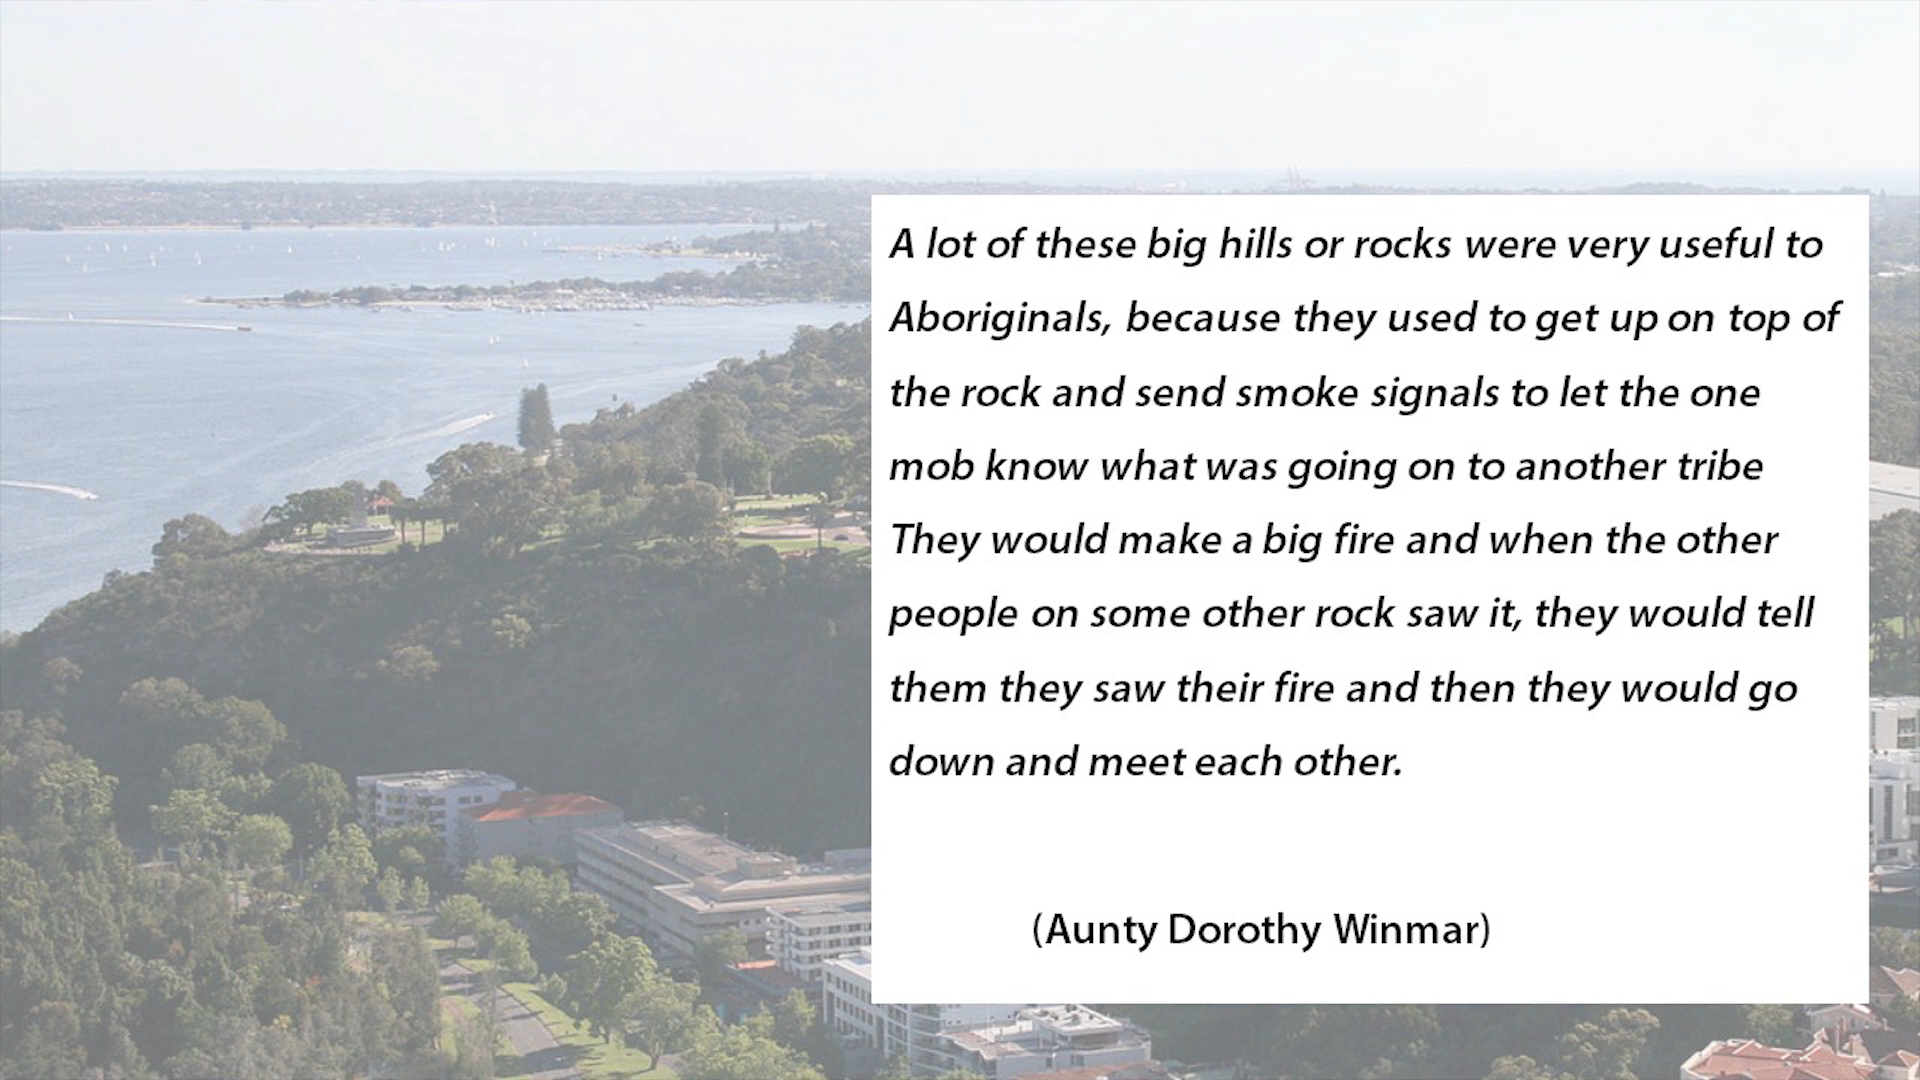 A lot of these big hills or rocks were very useful to
Aboriginals, because they used to get up on top of
the rock and send smoke signals to let the one
mob know what was going on to another tribe
They would make a big fire and when the other
people on some other rock saw it, they would tell
them they saw their fire and then they would go
down and meet each other.
(Aunty Dorothy Winmar)